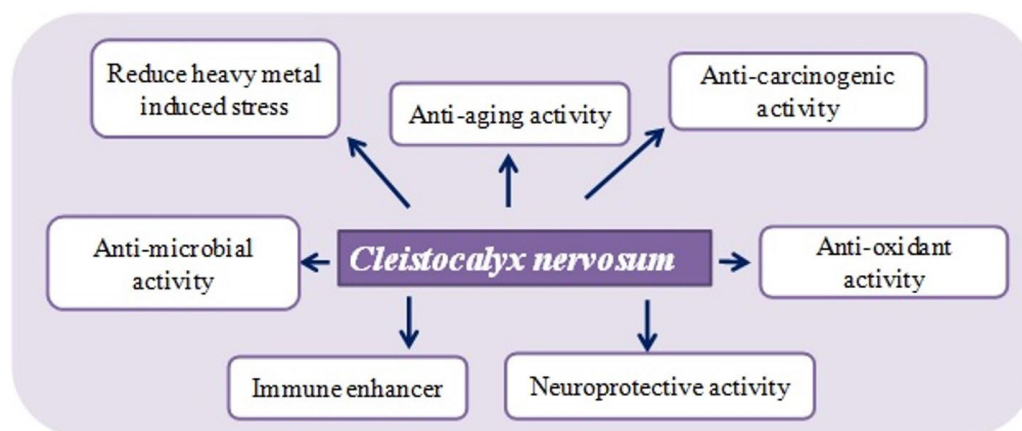 Reduce heavy metal
induced stress
Anti-aging activity
Anti-carcinogenic
activity
Anti-microbial
activity
Cleistocalyx nervosum
Anti-oxidant
activity
Immune enhancer
Neuroprotective activity